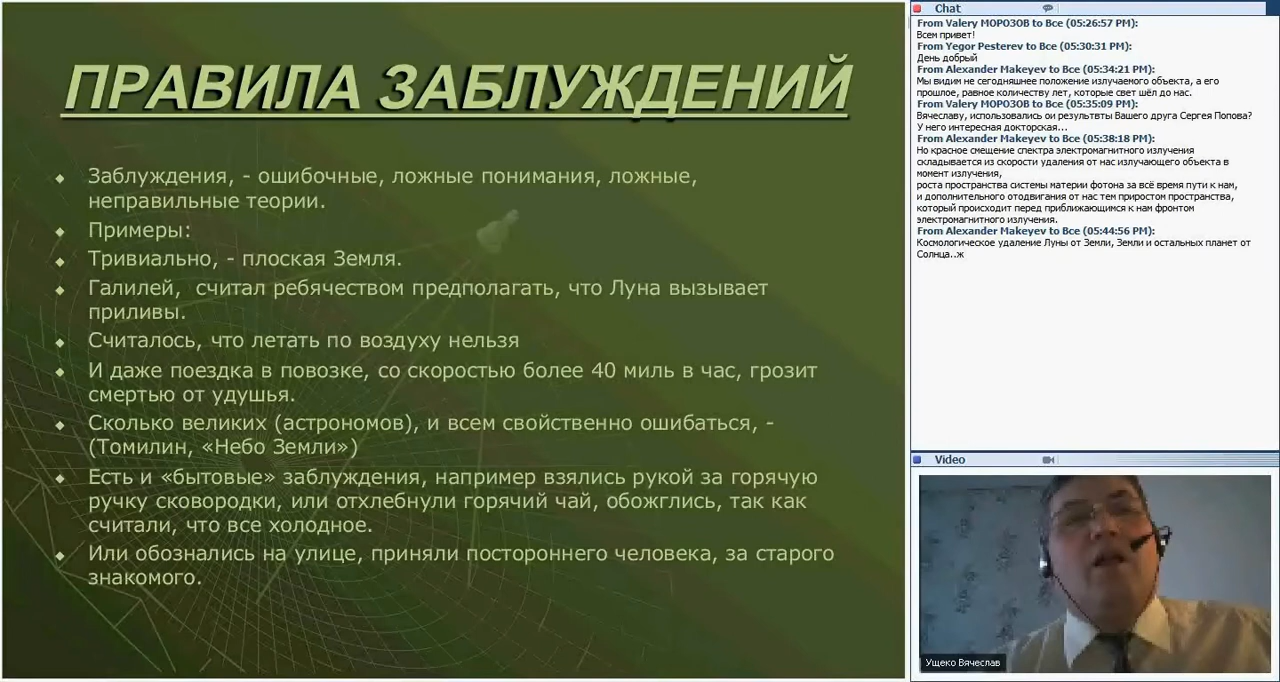 ПРАВИЛА ЗАБЛУЖДЕНИЙ
Заблуждения, - ошибочные, ложные понимания, ложные,
неправильные теории.
Примеры:
Тривиально, - плоская Земля.
Галилей, считал ребячеством предполагать, что Луна вызывает
приливы.
Считалось, что летать по воздуху нельзя
И даже поездка в повозке, со скоростью более 40 миль в час, грозит
смертью от удушья.
Сколько великих (астрономов), и всем свойственно ошибаться, -
(Томилин, «Небо Земли»)
Есть и «бытовые» заблуждения, например взялись рукой за горячую
ручку сковородки, или отхлебнули горячий чай, обожглись, так как
считали, что все холодное.
Или обознались на улице, приняли постороннего человека, за старого
знакомого.
Chat
From Valery МОРОЗОВ to Все (05:26:57 PM):
Всем привет!
From Yegor Pesterev to Все (05:30:31 PM):
День добрый
From Alexander Makeyev to Все (05:34:21 PM):
Мы видим не сегодняшнее положение излучаемого объекта, а его
прошлое, равное количеству лет, которые свет шёл до нас.
From Valery МОРОЗОВ to Все (05:35:09 PM):
Вячеславу, использовались ои результвты Вашего друга Сергея Попова?
У него интересная докторская...
From Alexander Makeyev to Все (05:38:18 PM):
Но красное смещение спектра электромагнитного излучения
складывается из скорости удаления от нас излучающего объекта в
момент излучения,
роста пространства системы материи фотона за всё время пути к нам,
и дополнительного отодвигания от нас тем приростом пространства,
который происходит перед приближающимся к нам фронтом
электромагнитного излучения.
From Alexander Makeyev to Все (05:44:56 PM):
Космологическое удаление Луны от Земли, Земли и остальных планет от
Солнца..ж
Video
Ущеко Вячеслав